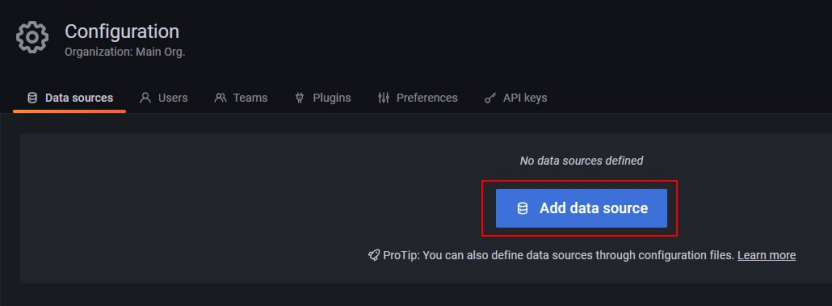 Configuration
Organization: Main Org.
Data sources Users Teams Plugins Preferences API keys
No data sources defined
Add data source
ProTip: You can also define data sources through configuration files. Learn more